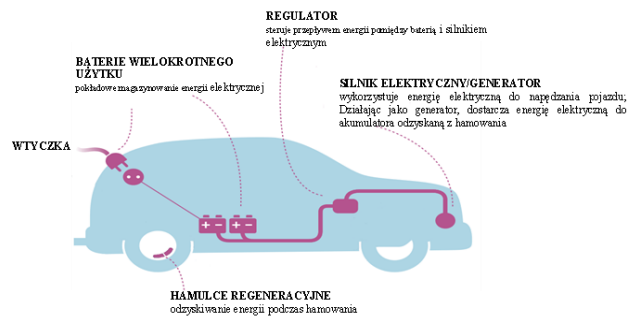 REGULATOR
steruje przepływem energii pomiędzy baterią i silnikiem
elektrycznym
BATERIE WIELOKROTNEGO
UŻYTKU
pokładowe magazynowanie energii elektrycznej
SILNIK ELEKTRYCZNY/GENERATOR
wykorzystuje energię elektryczną do napędzania pojazdu;
Działając jako generator, dostarcza energię elektryczną do
akumulatora odzyskaną z hamowania
WTYCZKA
HAMULCE REGENERACYJNE
odzyskiwanie energii podczas hamowania